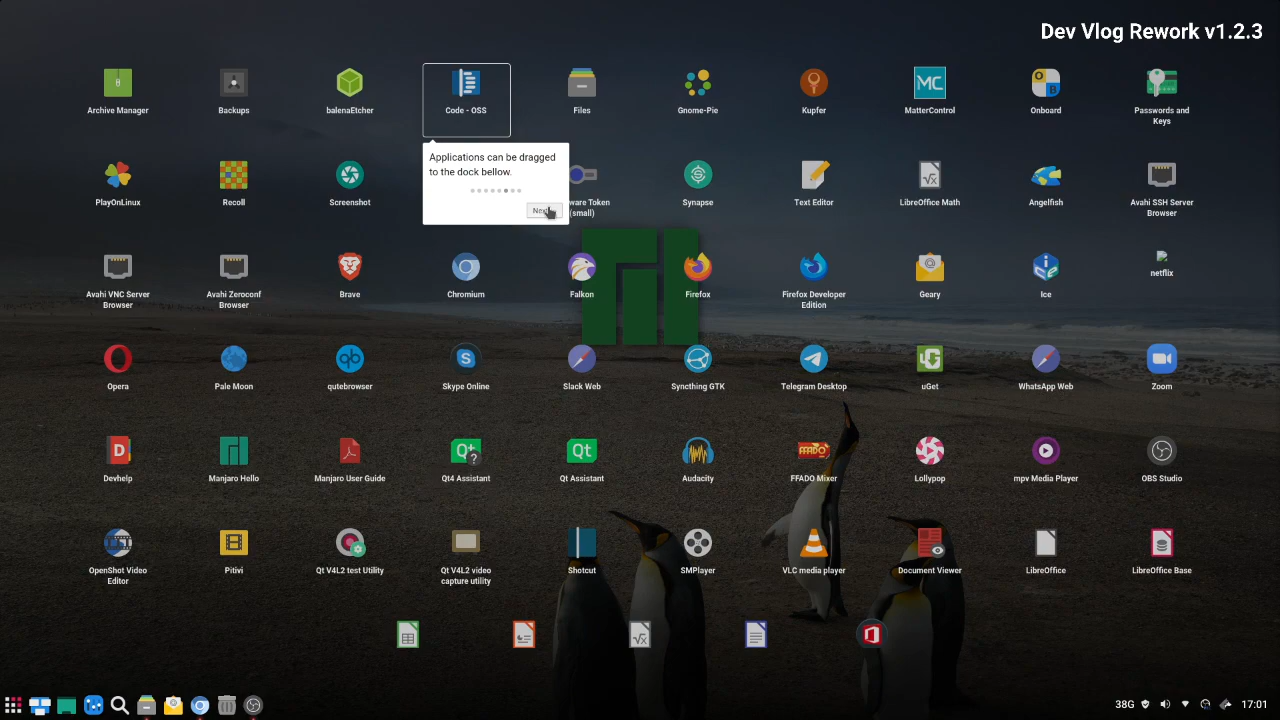 Dev Vlog Rework v1.2.3
Archive Manager
Backups
balenaEtcher
Code - OSS
Files
Gnome-Pie
Kupfer
MatterControl
Onboard
Passwords and
Keys
Applications can be dragged
to the dock bellow.
PlayOnLinux
Recoll
Screenshot
ware Token
(small)
Synapse
Text Editor
LibreOffice Math
Angelfish
Avahi SSH Server
Browser
Avahi VNC Server
Browser
Avahi Zeroconf
Browser
Brave
Chromium
Falkon
Firefox
Firefox Developer
Edition
Geary
Ice
netflix
Opera
Pale Moon
qutebrowser
Skype Online
Slack Web
Syncthing GTK
Telegram Desktop
uGet
WhatsApp Web
Zoom
Devhelp
Manjaro Hello
Manjaro User Guide
Qt4 Assistant
Qt Assistant
Audacity
FFADO Mixer
Lollypop
mpv Media Player
OBS Studio
OpenShot Video
Editor
Pitivi
Qt V4L2 test Utility
Qt V4L2 video
capture utility
Shotcut
SMPlayer
VLC media player
Document Viewer
LibreOffice
LibreOffice Base
38G
17:01